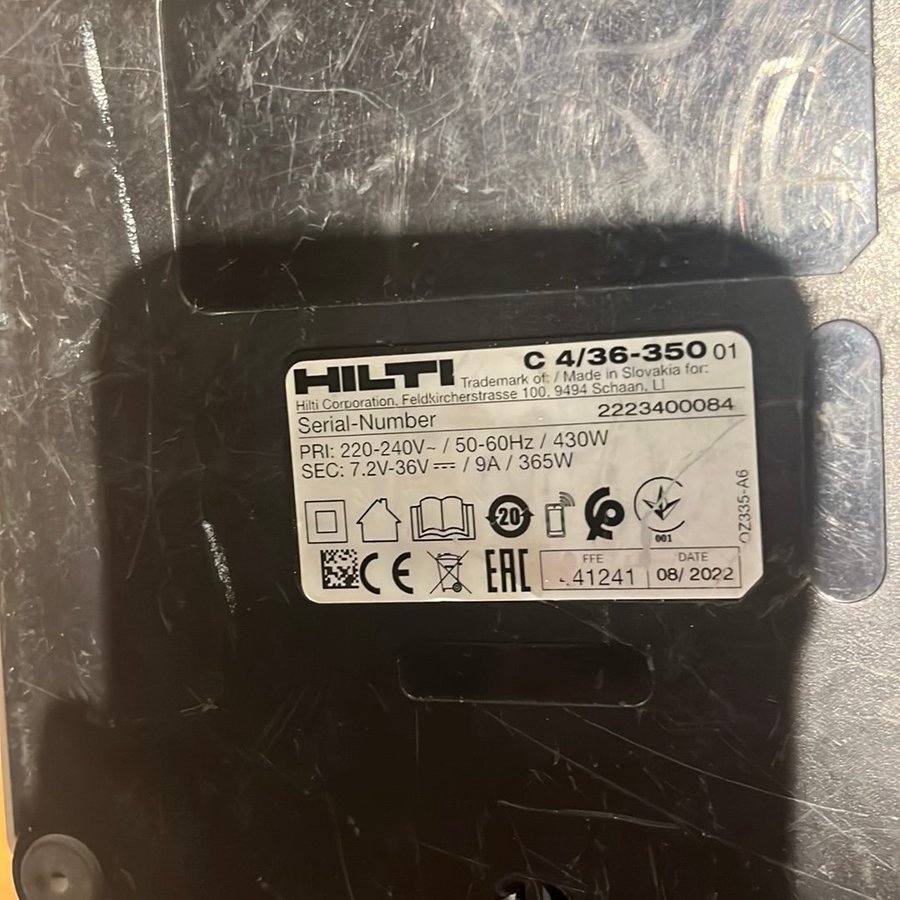 HILTI C 4/36-350 01
Trademark of: / Made in Slovakia for:
Hilti Corporation, Feldkircherstrasse 100, 9494 Schaan, LI
Serial-Number 2223400084
PRI: 220-240V~ / 50-60Hz / 430W
SEC: 7.2V-36V⎓ / 9A / 365W
20
001
QZ335-A6
CE EAC
FFE DATE
41241 08/2022